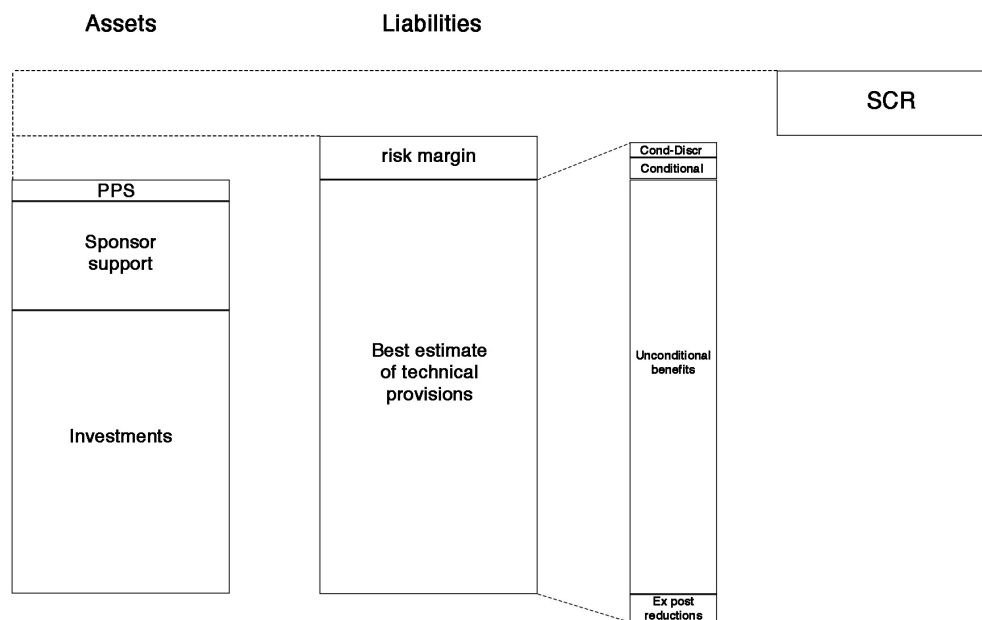 Assets
Liabilities
SCR
risk margin
Cond-Discr
Conditional
PPS
Sponsor
support
Best estimate
of technical
provisions
Unconditional
benefits
Investments
Ex post
reductions